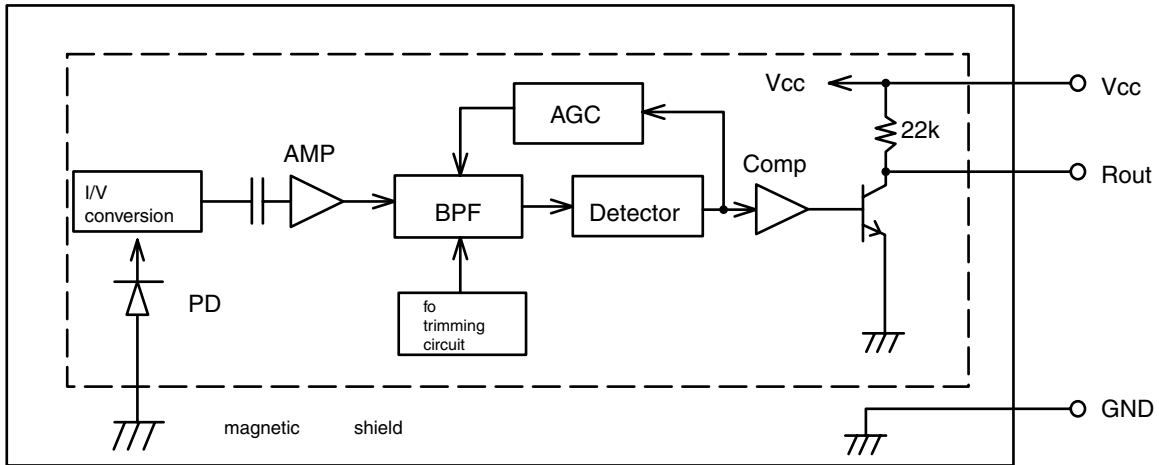 Vcc
Vcc
AGC
22k
AMP
Comp
Rout
I/V
conversion
BPF
Detector
PD
fo
trimming
circuit
GND
magnetic shield